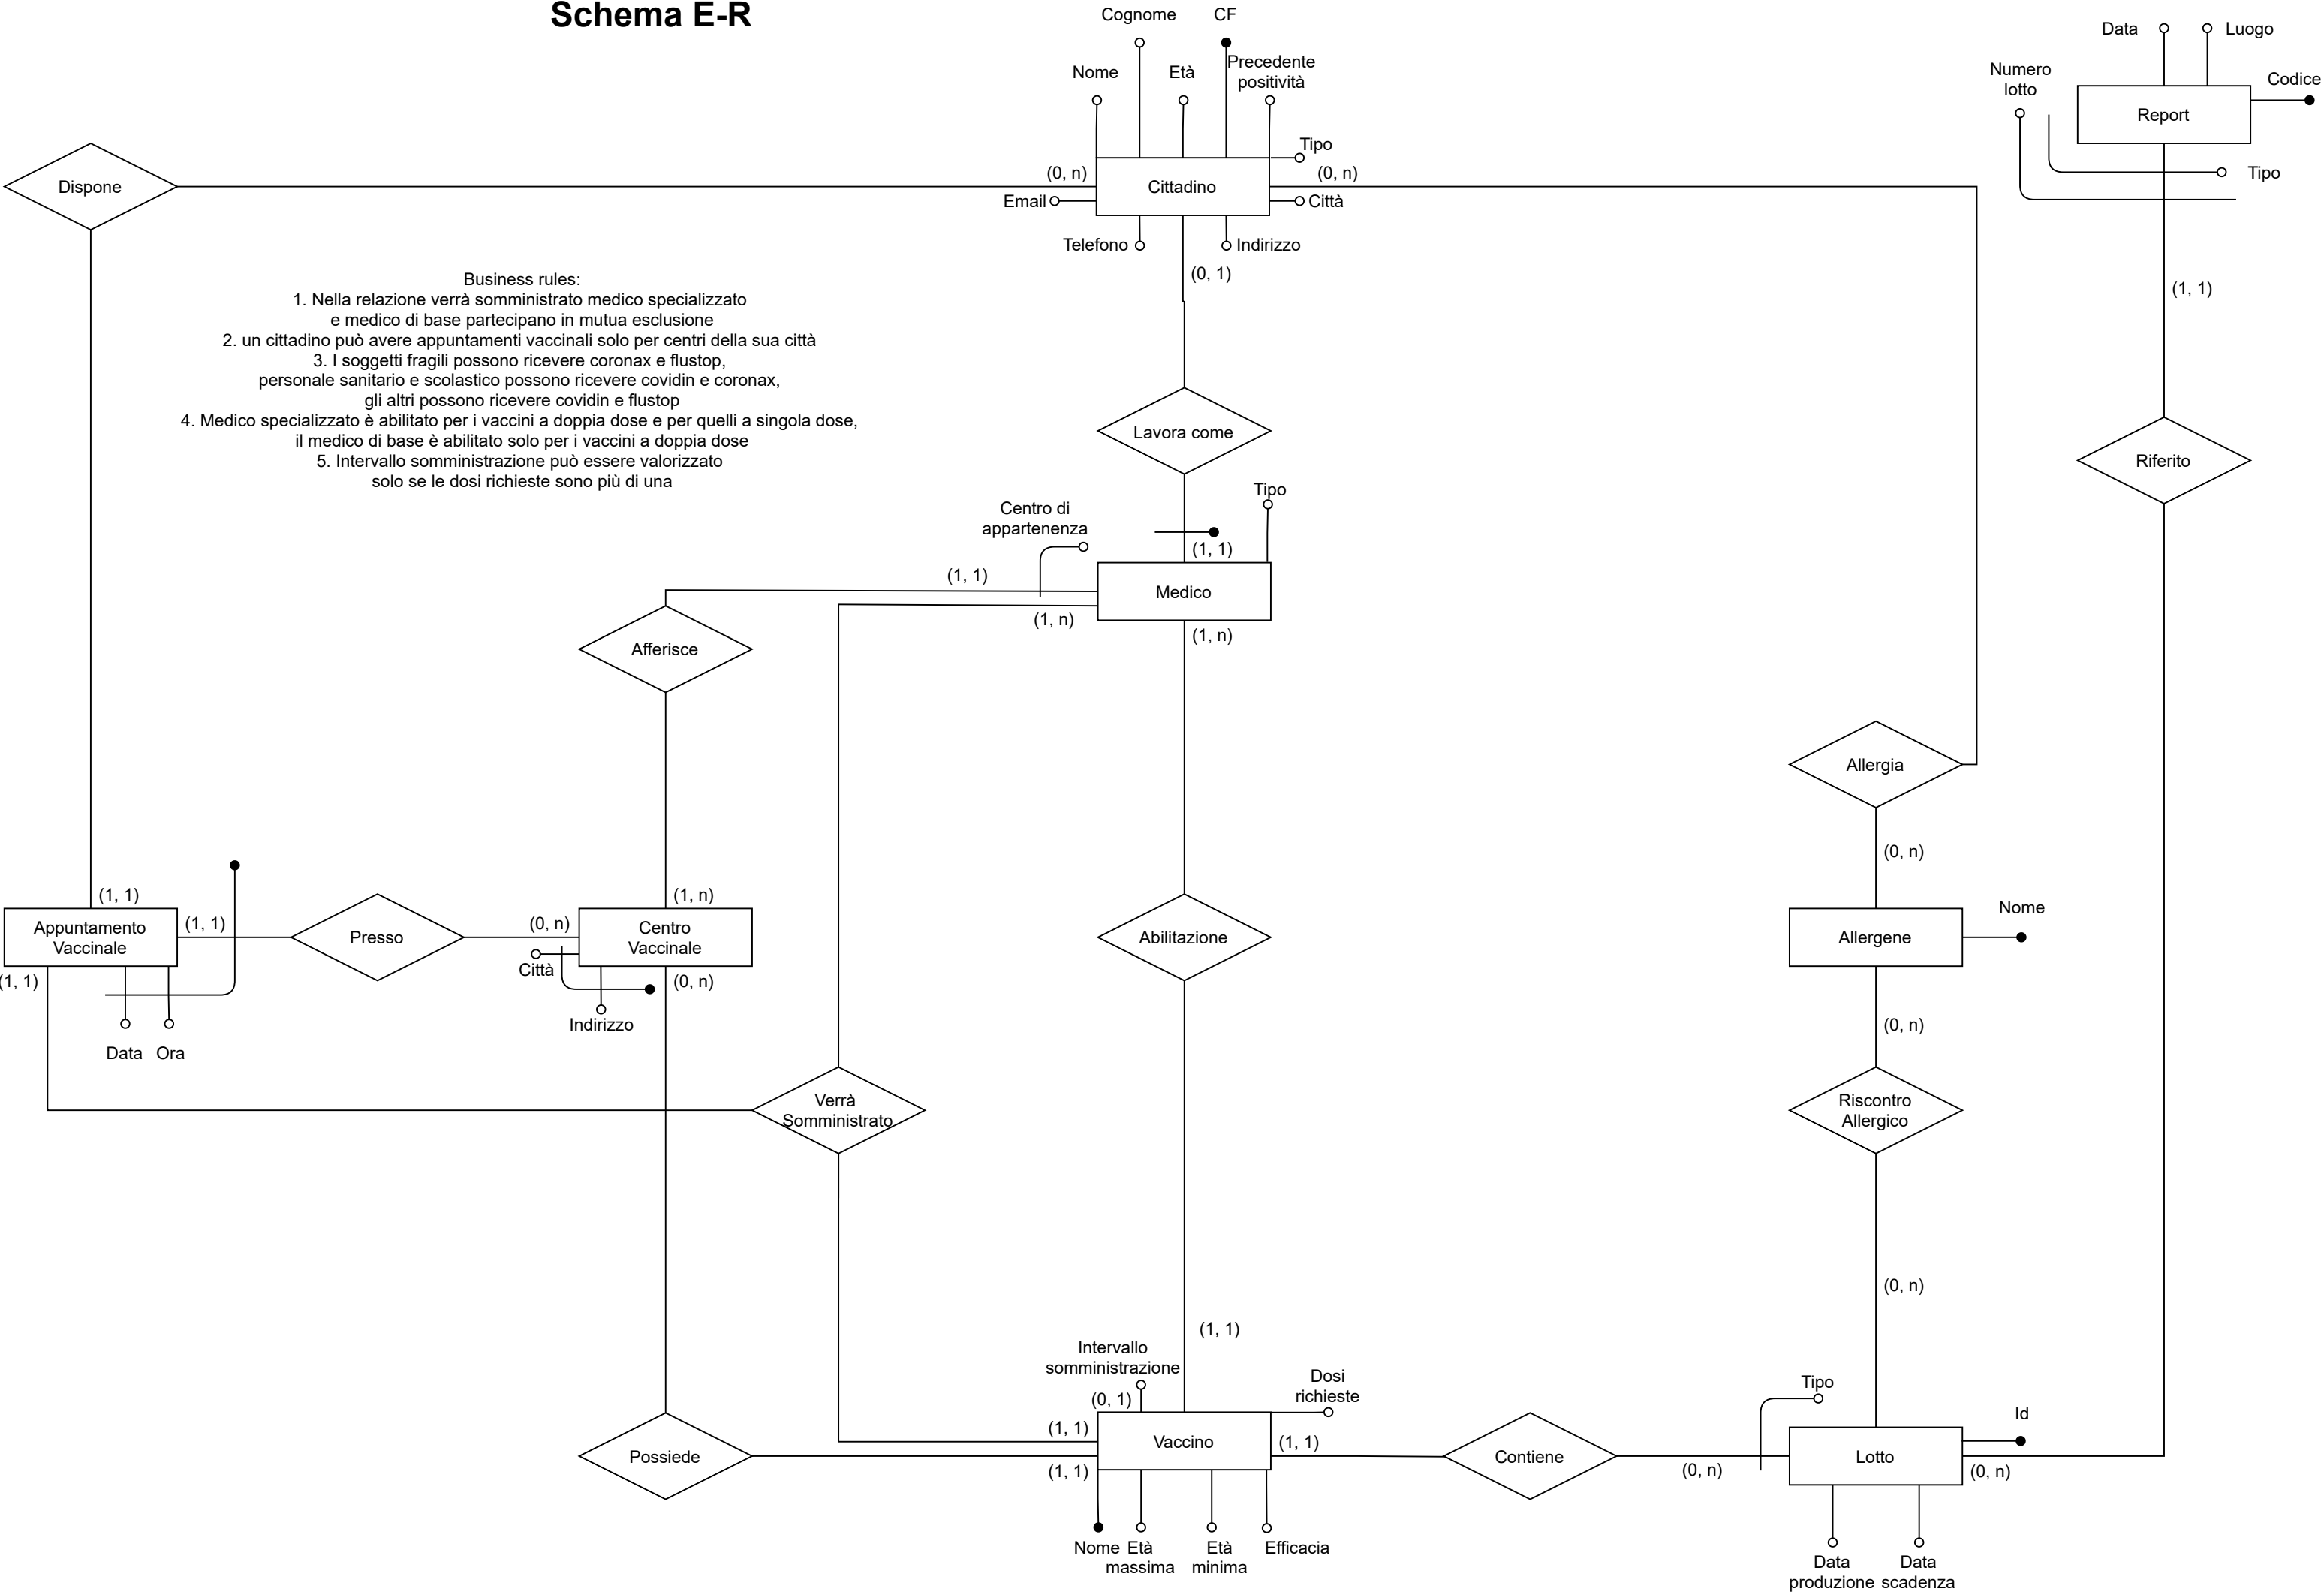 Schema E-R
Cognome
CF
Data
Luogo
Nome
Età
Precedente
positività
Numero
lotto
Codice
Report
Tipo
Tipo
(0, n)
(0, n)
Dispone
Cittadino
Email
Città
Telefono
Indirizzo
(0, 1)
(1, 1)
Business rules:
1. Nella relazione verrà somministrato medico specializzato
e medico di base partecipano in mutua esclusione
2. un cittadino può avere appuntamenti vaccinali solo per centri della sua città
3. I soggetti fragili possono ricevere coronax e flustop,
personale sanitario e scolastico possono ricevere covidin e coronax,
gli altri possono ricevere covidin e flustop
4. Medico specializzato è abilitato per i vaccini a doppia dose e per quelli a singola dose,
il medico di base è abilitato solo per i vaccini a doppia dose
5. Intervallo somministrazione può essere valorizzato
solo se le dosi richieste sono più di una
Lavora come
Riferito
Tipo
Centro di
appartenenza
(1, 1)
(1, 1)
Medico
(1, n)
(1, n)
Afferisce
Allergia
(0, n)
(1, 1)
(1, n)
Appuntamento
Vaccinale
(1, 1)
Presso
(0, n)
Centro
Vaccinale
Abilitazione
Allergene
Nome
Città
(1, 1)
(0, n)
Indirizzo
(0, n)
Data
Ora
Verrà
Somministrato
Riscontro
Allergico
(0, n)
(1, 1)
Intervallo
somministrazione
Dosi
richieste
Tipo
(0, 1)
Id
(1, 1)
Vaccino
(1, 1)
Possiede
Contiene
Lotto
(1, 1)
(0, n)
(0, n)
Nome
Età
massima
Età
minima
Efficacia
Data
produzione
Data
scadenza